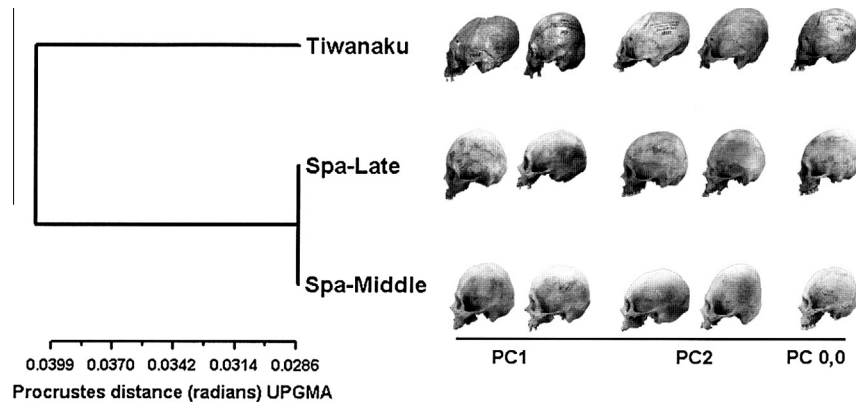 Tiwanaku
Spa-Late
Spa-Middle
0.0399 0.0370 0.0342 0.0314 0.0286
Procrustes distance (radians) UPGMA
PC1 PC2 PC 0,0